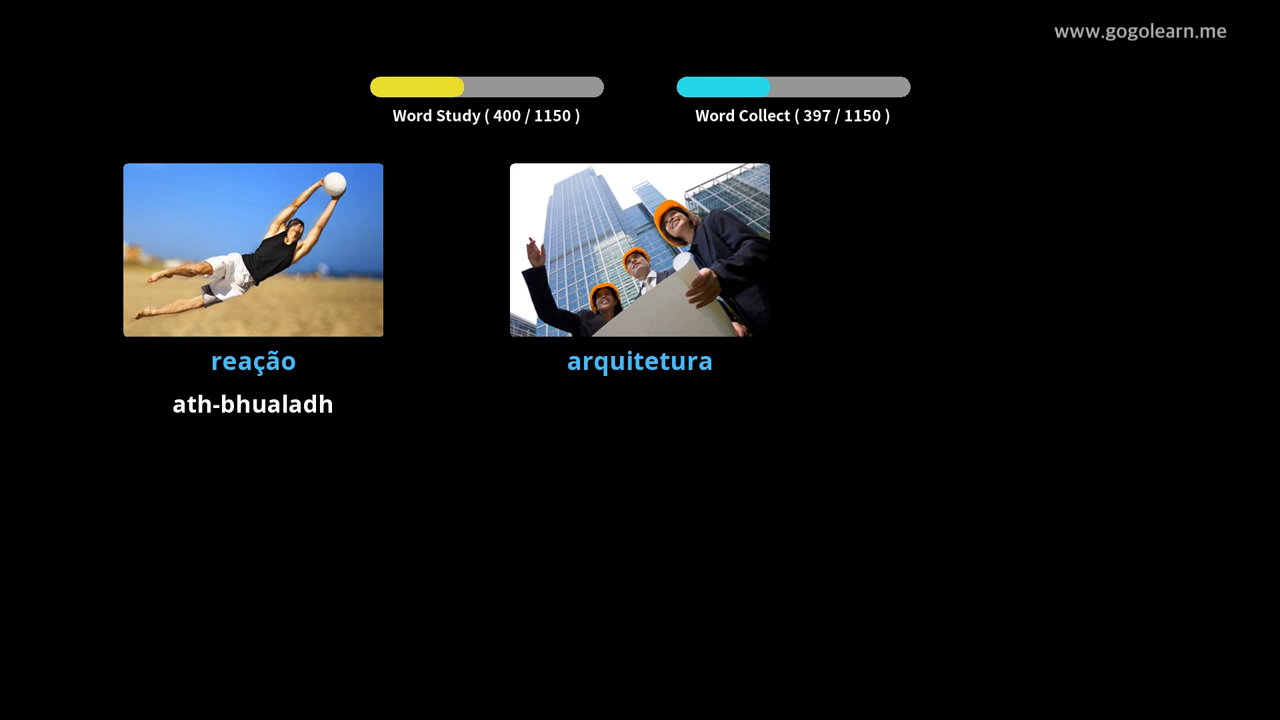 www.gogolearn.me
Word Study ( 400 / 1150 )
Word Collect ( 397 / 1150 )
reação
arquitetura
ath-bhualadh